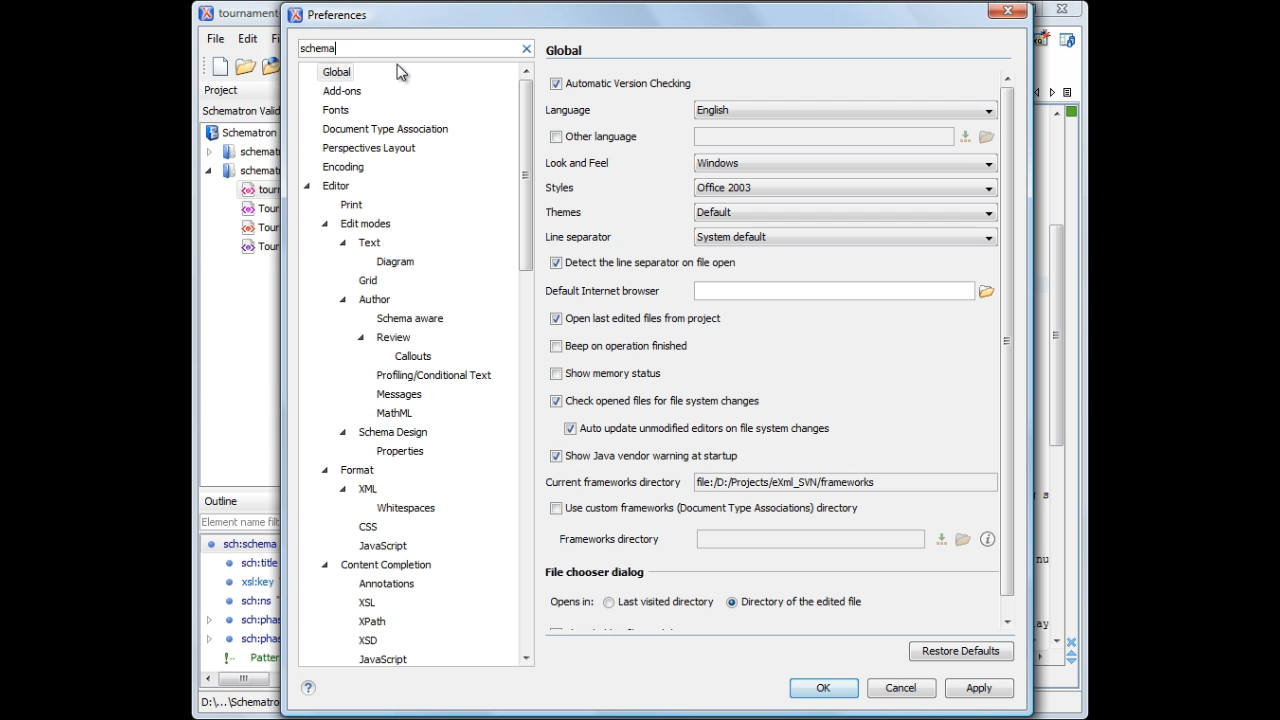 tournament
Preferences
File Edit Fi
schema
Project
Schematron Valid
Schematron
schematr
schemat
tourn
Tour
Tour
Tour
Outline
Element name filt
sch:schema
sch:title
xsl:key
sch:ns "
sch:phas
sch:phas
Patter
D:\...\Schematro
Global
Add-ons
Fonts
Document Type Association
Perspectives Layout
Encoding
Editor
Print
Edit modes
Text
Diagram
Grid
Author
Schema aware
Review
Callouts
Profiling/Conditional Text
Messages
MathML
Schema Design
Properties
Format
XML
Whitespaces
CSS
JavaScript
Content Completion
Annotations
XSL
XPath
XSD
JavaScript
Global
Automatic Version Checking
Language English
Other language
Look and Feel Windows
Styles Office 2003
Themes Default
Line separator System default
Detect the line separator on file open
Default Internet browser
Open last edited files from project
Beep on operation finished
Show memory status
Check opened files for file system changes
Auto update unmodified editors on file system changes
Show Java vendor warning at startup
Current frameworks directory file:/D:/Projects/eXml_SVN/frameworks
Use custom frameworks (Document Type Associations) directory
Frameworks directory
File chooser dialog
Opens in: Last visited directory Directory of the edited file
Restore Defaults
OK Cancel Apply
g s
nu
ay